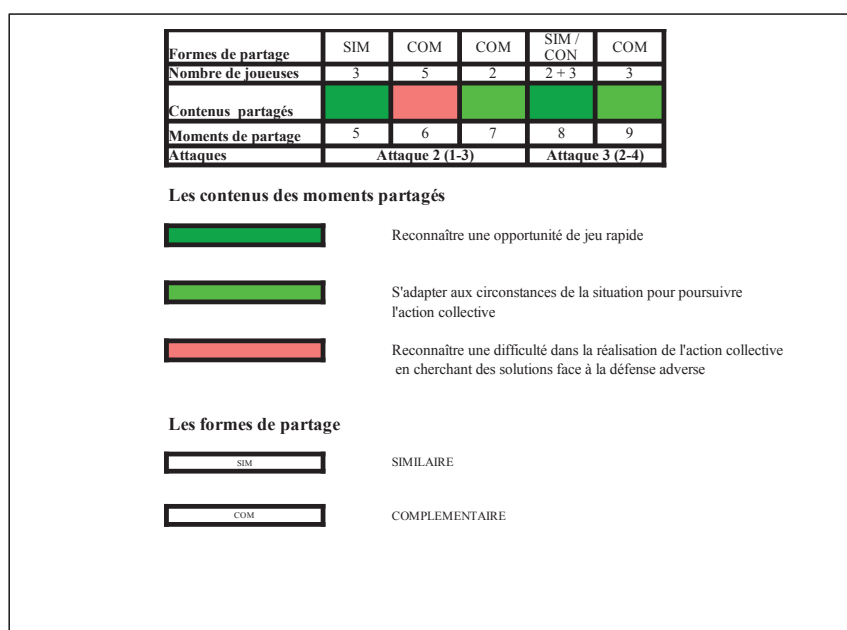 Formes de partage SIM COM COM SIM / CON COM
Nombre de joueuses 3 5 2 2 + 3 3
Contenus partagés
Moments de partage 5 6 7 8 9
Attaques Attaque 2 (1-3) Attaque 3 (2-4)
Les contenus des moments partagés
Reconnaître une opportunité de jeu rapide
S'adapter aux circonstances de la situation pour poursuivre
l'action collective
Reconnaître une difficulté dans la réalisation de l'action collective
en cherchant des solutions face à la défense adverse
Les formes de partage
SIM SIMILAIRE
COM COMPLEMENTAIRE